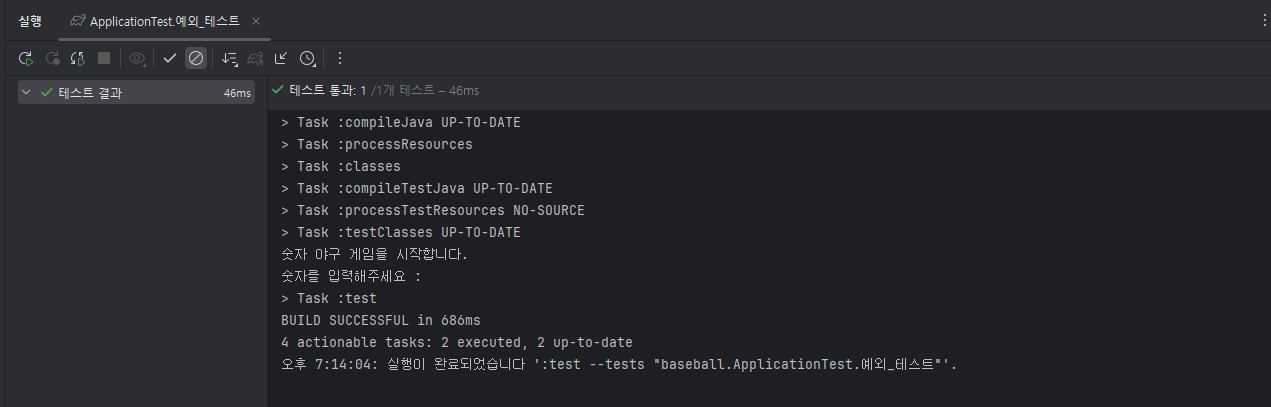 실행 ApplicationTest.예외_테스트
테스트 결과 46ms
테스트 통과: 1 /1개 테스트 – 46ms
> Task :compileJava UP-TO-DATE
> Task :processResources
> Task :classes
> Task :compileTestJava UP-TO-DATE
> Task :processTestResources NO-SOURCE
> Task :testClasses UP-TO-DATE
숫자 야구 게임을 시작합니다.
숫자를 입력해주세요 :
> Task :test
BUILD SUCCESSFUL in 686ms
4 actionable tasks: 2 executed, 2 up-to-date
오후 7:14:04: 실행이 완료되었습니다 ':test --tests "baseball.ApplicationTest.예외_테스트"'.